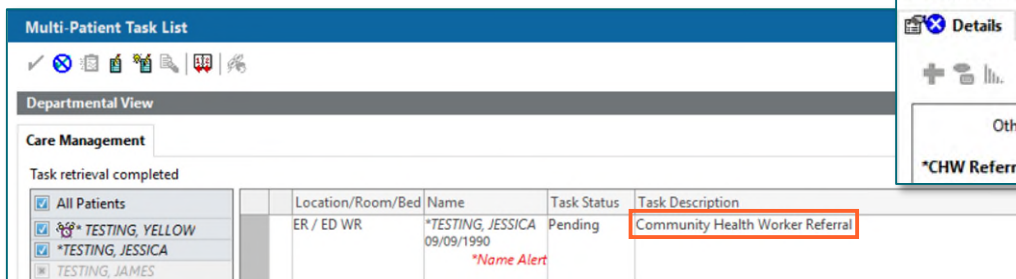 Multi-Patient Task List
Departmental View
Care Management
Task retrieval completed
All Patients
* TESTING, YELLOW
*TESTING, JESSICA
TESTING, JAMES
Location/Room/Bed Name Task Status Task Description
ER / ED WR *TESTING, JESSICA Pending Community Health Worker Referral
09/09/1990
*Name Alert
Details
Oth
*CHW Referr